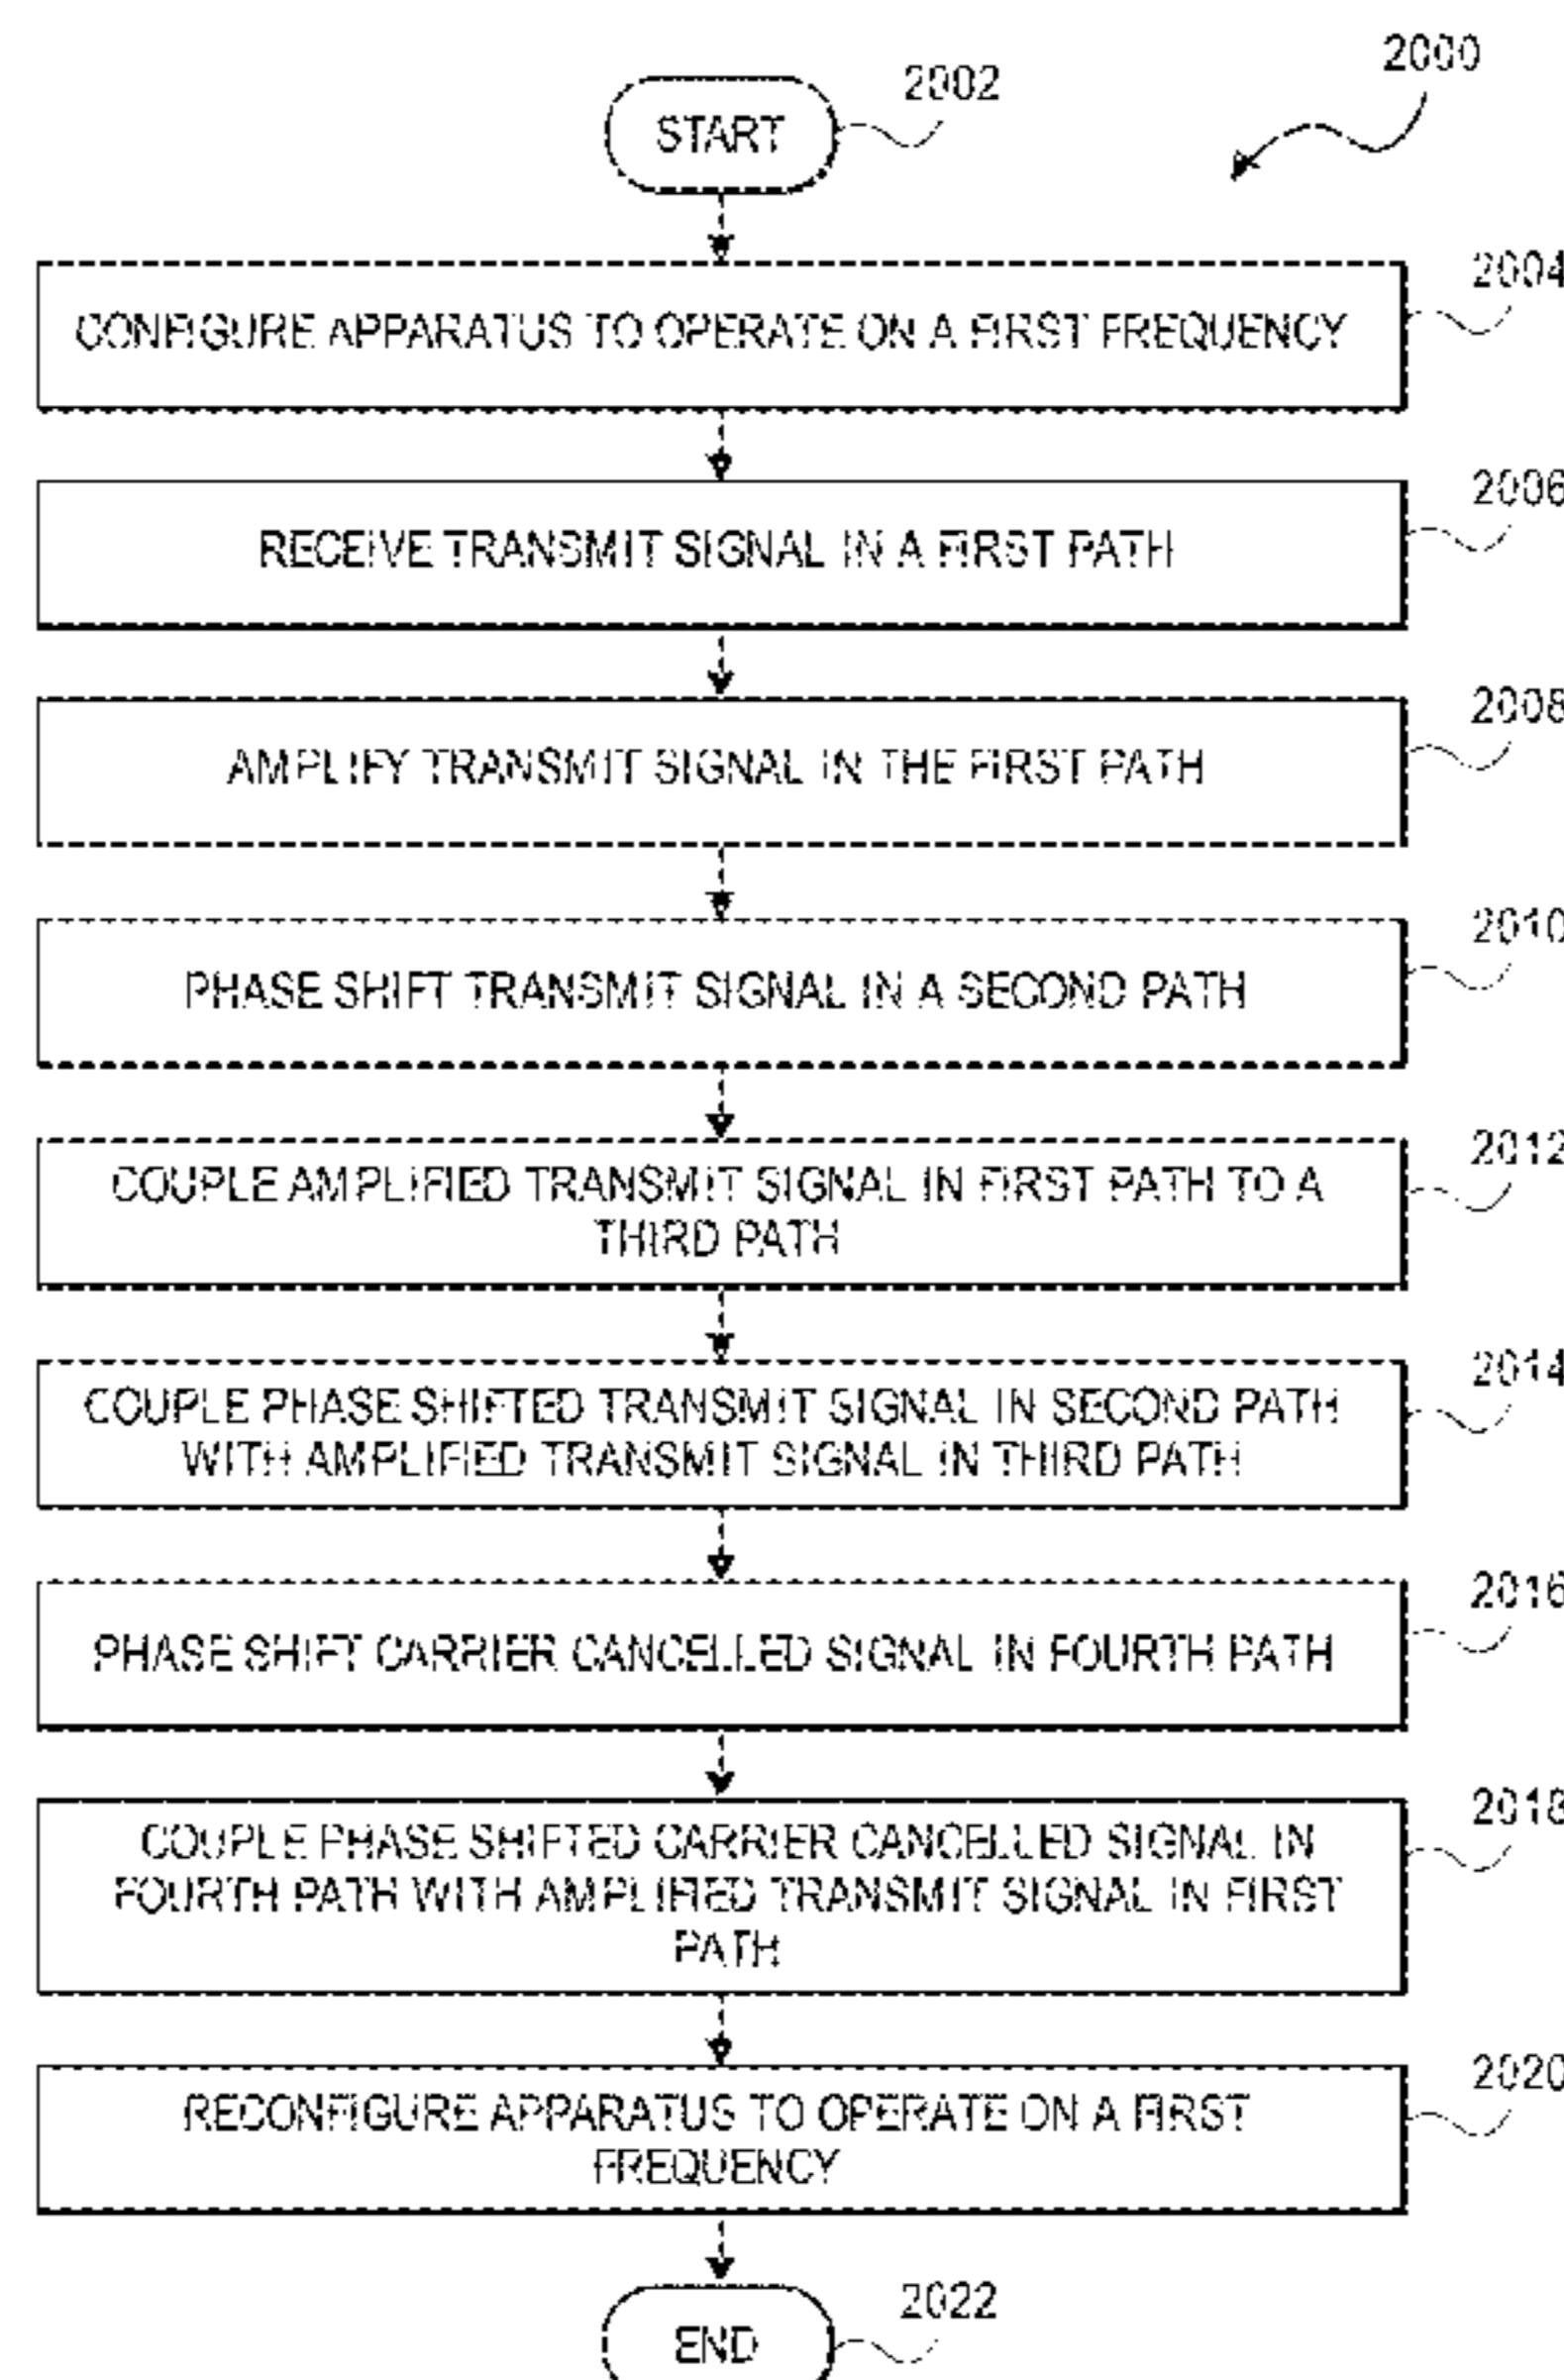 2000
2002
START
2004
CONFIGURE APPARATUS TO OPERATE ON A FIRST FREQUENCY
2006
RECEIVE TRANSMIT SIGNAL IN A FIRST PATH
2008
AMPLIFY TRANSMIT SIGNAL IN THE FIRST PATH
2010
PHASE SHIFT TRANSMIT SIGNAL IN A SECOND PATH
2012
COUPLE AMPLIFIED TRANSMIT SIGNAL IN FIRST PATH TO A
THIRD PATH
2014
COUPLE PHASE SHIFTED TRANSMIT SIGNAL IN SECOND PATH
WITH AMPLIFIED TRANSMIT SIGNAL IN THIRD PATH
2016
PHASE SHIFT CARRIER CANCELLED SIGNAL IN FOURTH PATH
2018
COUPLE PHASE SHIFTED CARRIER CANCELLED SIGNAL IN
FOURTH PATH WITH AMPLIFIED TRANSMIT SIGNAL IN FIRST
PATH
2020
RECONFIGURE APPARATUS TO OPERATE ON A FIRST
FREQUENCY
2022
END